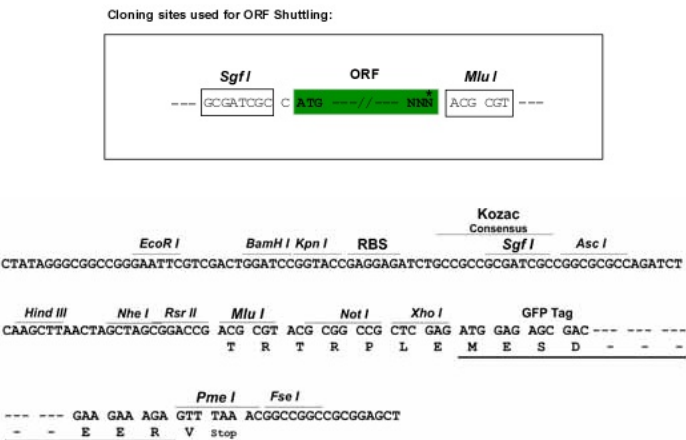 Cloning sites used for ORF Shuttling:
Sgf I ORF Mlu I
--- GCGATCGC C ATG ---//--- NNN* ACG CGT ---
Kozac
Consensus
EcoR I BamH I Kpn I RBS Sgf I Asc I
CTATAGGGCGGCCGGGAATTCGTCGACTGGATCCGGTACCGAGGAGATCTGCCGCCGCGATCGCCGGCGCGCCAGATCT
Hind III Nhe I Rsr II Mlu I Not I Xho I GFP Tag
CAAGCTTAACTAGCTAGCGGACCG ACG CGT ACG CGG CCG CTC GAG ATG GAG AGC GAC --- --- ---
T R T R P L E M E S D - - -
Pme I Fse I
--- --- GAA GAA AGA GTT TAA ACGGCCGGCCGCGGAGCT
- - E E R V Stop